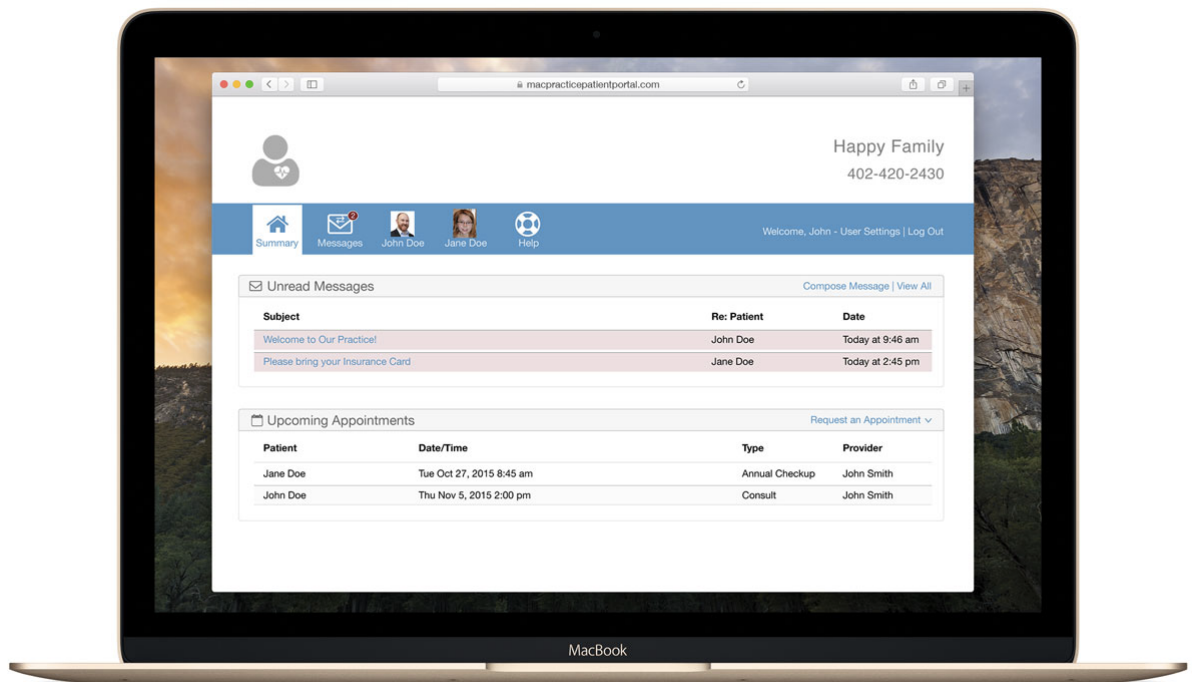 macpracticepatientportal.com
Happy Family
402-420-2430
2
Summary Messages John Doe Jane Doe Help Welcome, John - User Settings | Log Out
Unread Messages Compose Message | View All
Subject Re: Patient Date
Welcome to Our Practice! John Doe Today at 9:46 am
Please bring your Insurance Card Jane Doe Today at 2:45 pm
Upcoming Appointments Request an Appointment
Patient Date/Time Type Provider
Jane Doe Tue Oct 27, 2015 8:45 am Annual Checkup John Smith
John Doe Thu Nov 5, 2015 2:00 pm Consult John Smith
MacBook